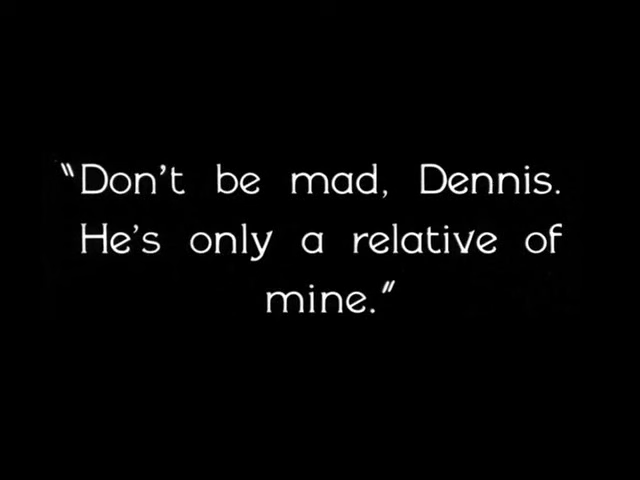 "Don't be mad, Dennis.
He's only a relative of
mine."